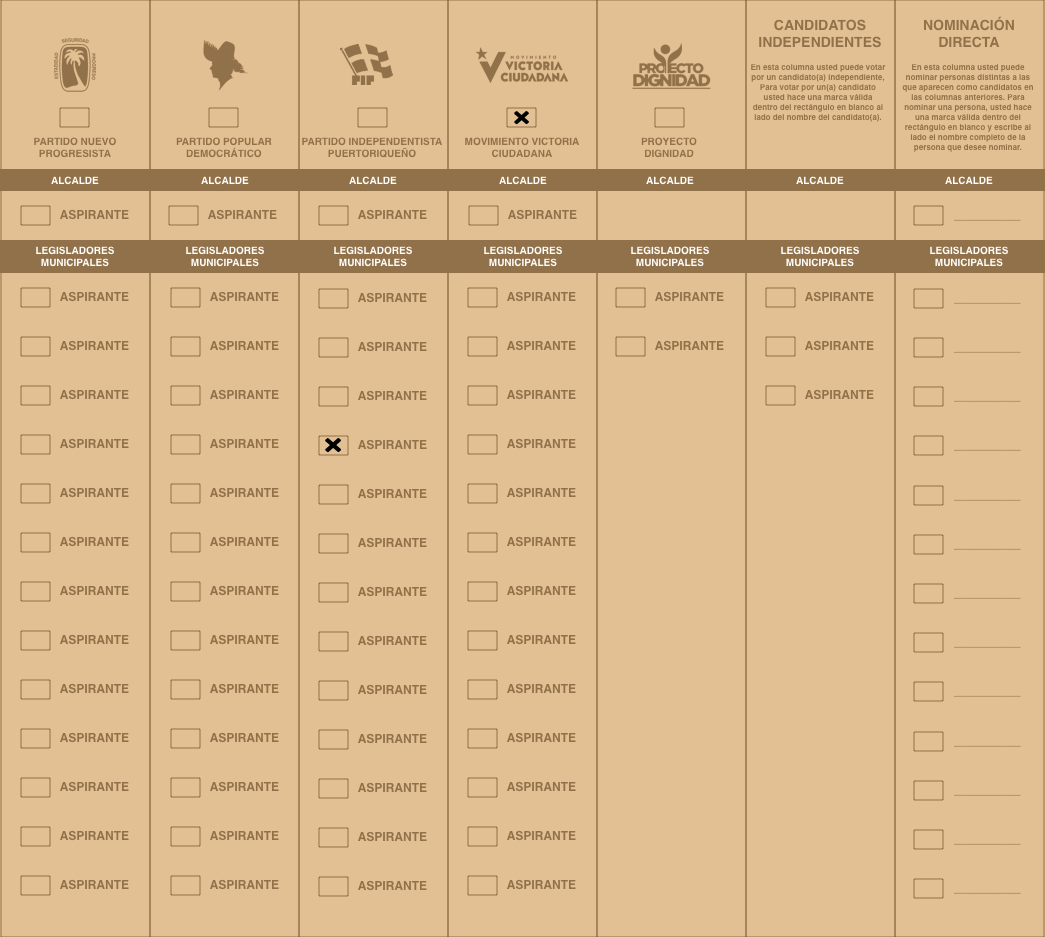 SEGURIDAD
ESTADIDAD
PROGRESO
PIP
MOVIMIENTO
VICTORIA
CIUDADANA
PROYECTO
DIGNIDAD
PARTIDO NUEVO
PROGRESISTA
PARTIDO POPULAR
DEMOCRÁTICO
PARTIDO INDEPENDENTISTA
PUERTORIQUEÑO
MOVIMIENTO VICTORIA
CIUDADANA
PROYECTO
DIGNIDAD
CANDIDATOS
INDEPENDIENTES
En esta columna usted puede votar
por un candidato(a) independiente,
Para votar por un(a) candidato
usted hace una marca válida
dentro del rectángulo en blanco al
lado del nombre del candidato(a).
NOMINACIÓN
DIRECTA
En esta columna usted puede
nominar personas distintas a las
que aparecen como candidatos en
las columnas anteriores. Para
nominar una persona, usted hace
una marca válida dentro del
rectángulo en blanco y escribe al
lado el nombre completo de la
persona que desee nominar.
ALCALDE ALCALDE ALCALDE ALCALDE ALCALDE ALCALDE ALCALDE
ASPIRANTE ASPIRANTE ASPIRANTE ASPIRANTE
LEGISLADORES LEGISLADORES LEGISLADORES LEGISLADORES LEGISLADORES LEGISLADORES LEGISLADORES
MUNICIPALES MUNICIPALES MUNICIPALES MUNICIPALES MUNICIPALES MUNICIPALES MUNICIPALES
ASPIRANTE ASPIRANTE ASPIRANTE ASPIRANTE ASPIRANTE ASPIRANTE
ASPIRANTE ASPIRANTE ASPIRANTE ASPIRANTE ASPIRANTE ASPIRANTE
ASPIRANTE ASPIRANTE ASPIRANTE ASPIRANTE ASPIRANTE
ASPIRANTE ASPIRANTE ASPIRANTE ASPIRANTE
ASPIRANTE ASPIRANTE ASPIRANTE ASPIRANTE
ASPIRANTE ASPIRANTE ASPIRANTE ASPIRANTE
ASPIRANTE ASPIRANTE ASPIRANTE ASPIRANTE
ASPIRANTE ASPIRANTE ASPIRANTE ASPIRANTE
ASPIRANTE ASPIRANTE ASPIRANTE ASPIRANTE
ASPIRANTE ASPIRANTE ASPIRANTE ASPIRANTE
ASPIRANTE ASPIRANTE ASPIRANTE ASPIRANTE
ASPIRANTE ASPIRANTE ASPIRANTE ASPIRANTE
ASPIRANTE ASPIRANTE ASPIRANTE ASPIRANTE